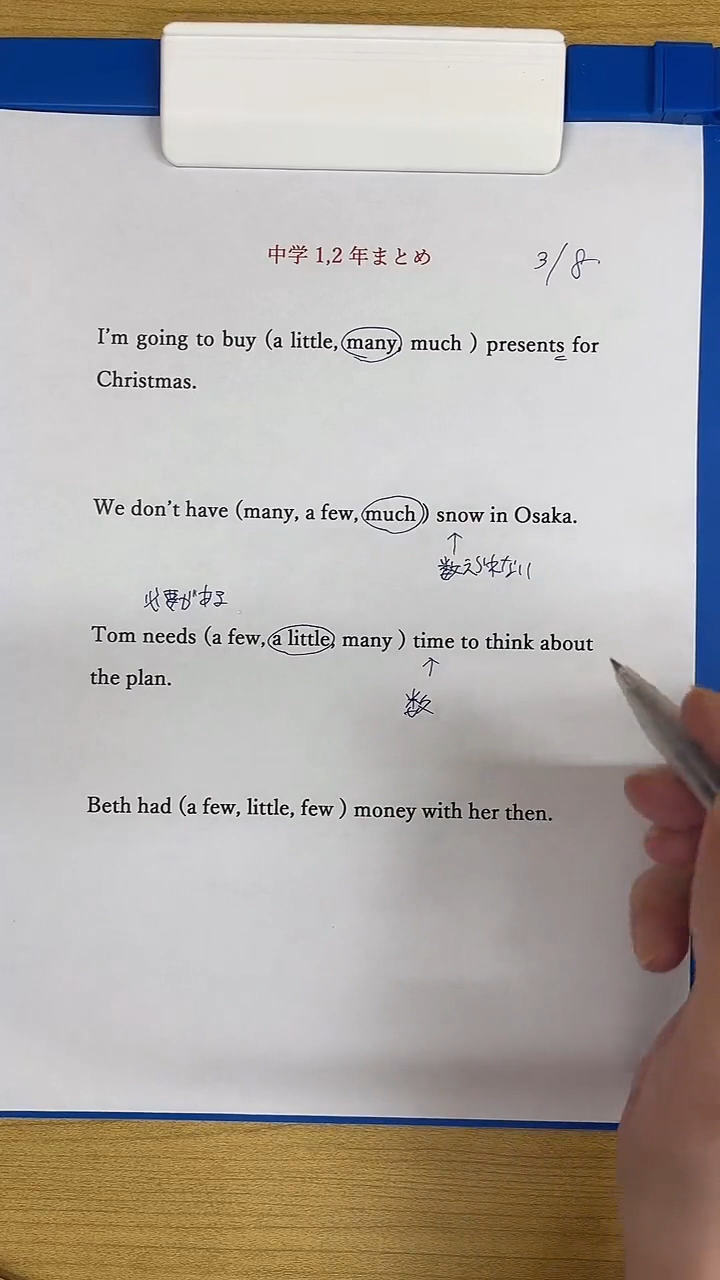 中学1,2年まとめ 3/8
I'm going to buy (a little, many, much ) presents for
Christmas.
We don't have (many, a few, much ) snow in Osaka.
↑
数えられない
必要がある
Tom needs (a few, a little, many ) time to think about
the plan.
↑
数
Beth had (a few, little, few ) money with her then.